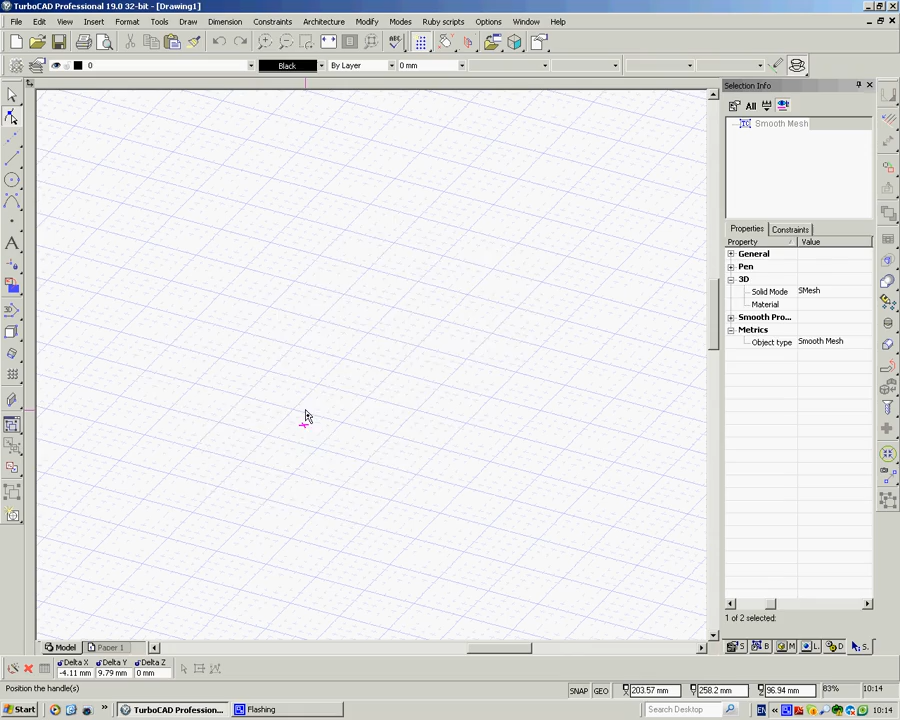 TurboCAD Professional 19.0 32-bit - [Drawing1]
File Edit View Insert Format Tools Draw Dimension Constraints Architecture Modify Modes Ruby scripts Options Window Help
0 Black By Layer 0 mm
Selection Info
All
Smooth Mesh
Properties Constraints
Property Value
General
Pen
3D
Solid Mode SMesh
Material
Smooth Pro...
Metrics
Object type Smooth Mesh
1 of 2 selected:
Model Paper 1
S B M L. D S.
Delta X Delta Y Delta Z
-4.11 mm 9.79 mm 0 mm
Position the handle(s)
SNAP GEO X 203.57 mm Y 258.2 mm Z 96.94 mm 83% 10:14
Start TurboCAD Profession... Flashing Search Desktop EN 10:14